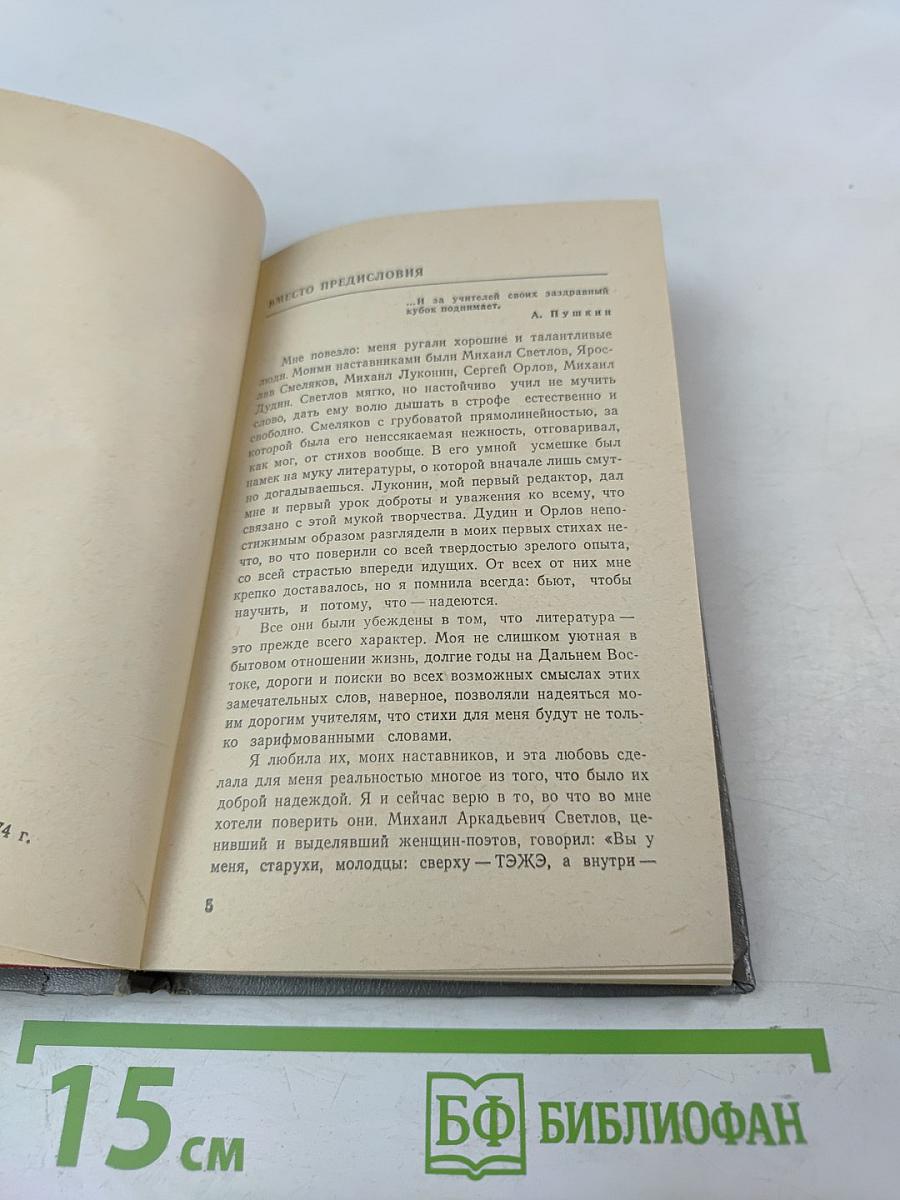 74 г.
ВМЕСТО ПРЕДИСЛОВИЯ
...И за учителей своих заздравный
кубок поднимает.
А. Пушкин
Мне повезло: меня ругали хорошие и талантливые
люди. Моими наставниками были Михаил Светлов, Ярос-
лав Смеляков, Михаил Луконин, Сергей Орлов, Михаил
Дудин. Светлов мягко, но настойчиво учил не мучить
слово, дать ему волю дышать в строфе естественно и
свободно. Смеляков с грубоватой прямолинейностью, за
которой была его неиссякаемая нежность, отговаривал,
как мог, от стихов вообще. В его умной усмешке был
намек на муку литературы, о которой вначале лишь смут-
но догадываешься. Луконин, мой первый редактор, дал
мне и первый урок доброты и уважения ко всему, что
связано с этой мукой творчества. Дудин и Орлов непо-
стижимым образом разглядели в моих первых стихах не-
что, во что поверили со всей твердостью зрелого опыта,
со всей страстью впереди идущих. От всех от них мне
крепко доставалось, но я помнила всегда: бьют, чтобы
научить, и потому, что — надеются.
Все они были убеждены в том, что литература —
это прежде всего характер. Моя не слишком уютная в
бытовом отношении жизнь, долгие годы на Дальнем Вос-
токе, дороги и поиски во всех возможных смыслах этих
замечательных слов, наверное, позволяли надеяться мо-
им дорогим учителям, что стихи для меня будут не толь-
ко зарифмованными словами.
Я любила их, моих наставников, и эта любовь сде-
лала для меня реальностью многое из того, что было их
доброй надеждой. Я и сейчас верю в то, во что во мне
хотели поверить они. Михаил Аркадьевич Светлов, це-
нивший и выделявший женщин-поэтов, говорил: «Вы у
меня, старухи, молодцы: сверху — ТЭЖЭ, а внутри —
5
15 см
БФ БИБЛИОФАН